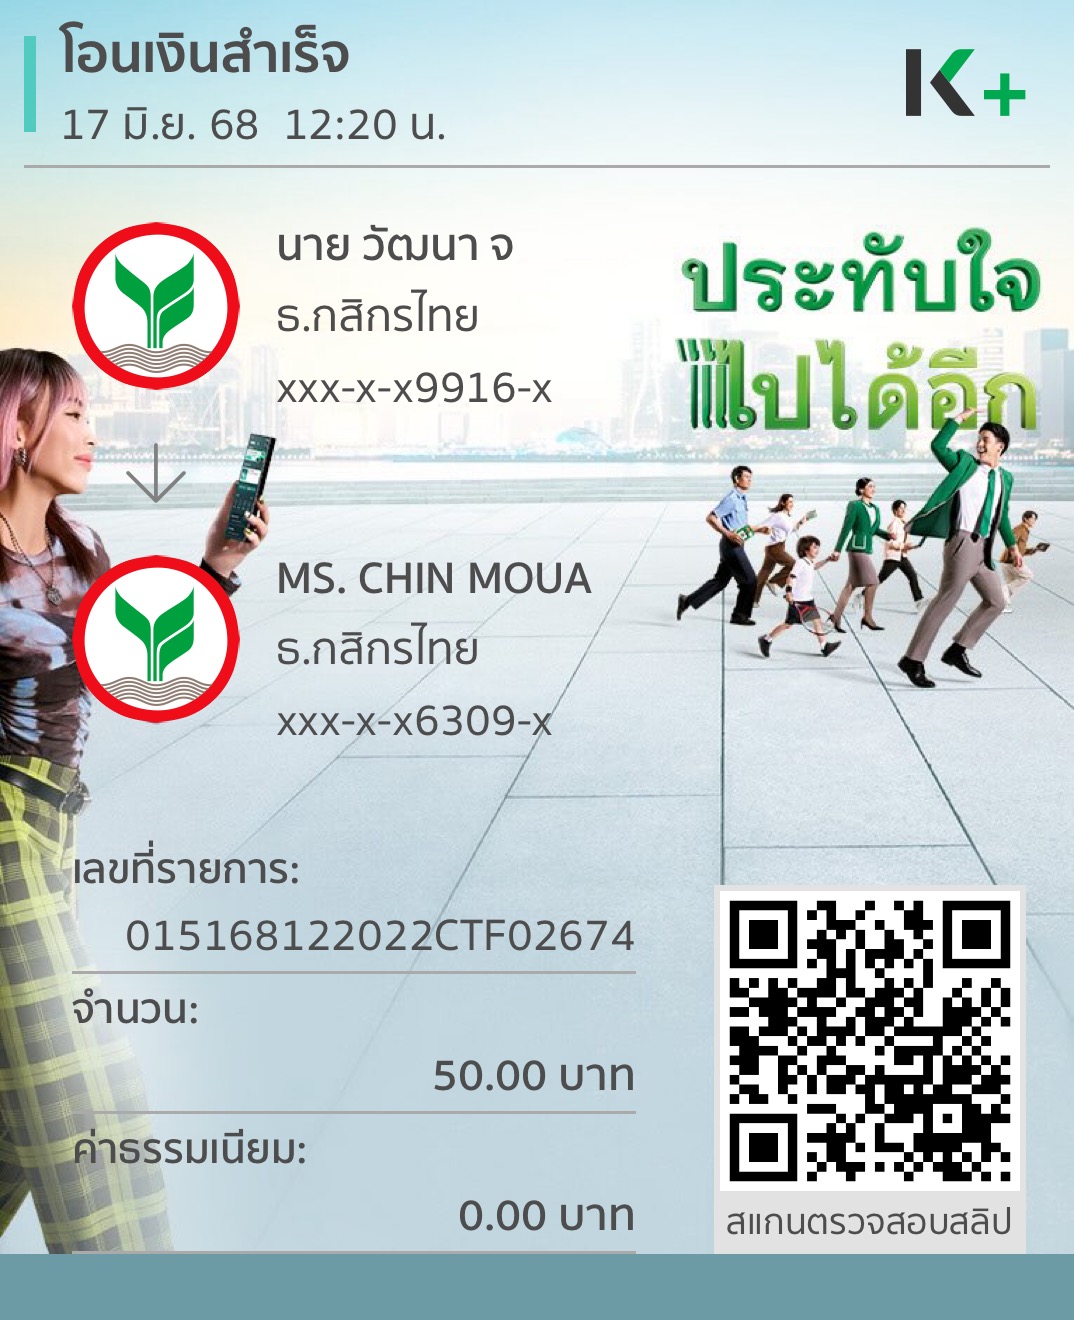 โอนเงินสำเร็จ
17 มิ.ย. 68  12:20 น.
K+
นาย วัฒนา จ
ธ.กสิกรไทย
xxx-x-x9916-x
ประทับใจ
ไปได้อีก
MS. CHIN MOUA
ธ.กสิกรไทย
xxx-x-x6309-x
เลขที่รายการ:
015168122022CTF02674
จำนวน:
50.00 บาท
ค่าธรรมเนียม:
0.00 บาท
สแกนตรวจสอบสลิป